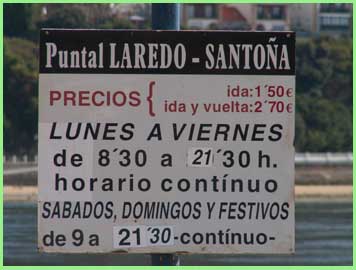 Puntal LAREDO - SANTOÑA
PRECIOS { ida: 1´50€
ida y vuelta: 2´70€
LUNES A VIERNES
de 8´30 a 21´30 h.
horario contínuo
SABADOS, DOMINGOS Y FESTIVOS
de 9 a 21´30 -contínuo-